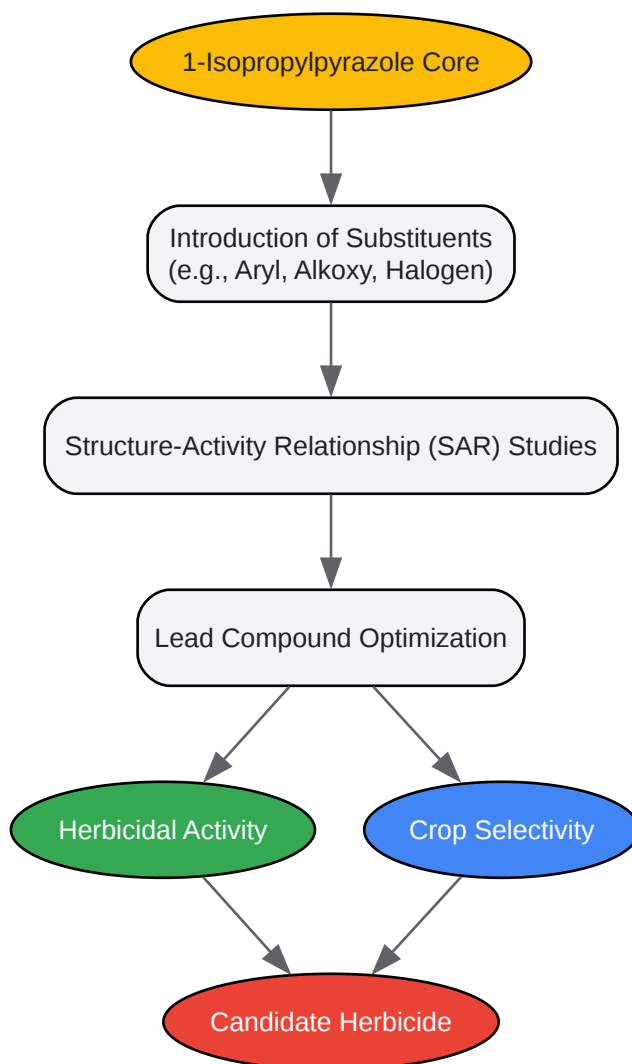 1-Isopropylpyrazole Core
Introduction of Substituents
(e.g., Aryl, Alkoxy, Halogen)
Structure-Activity Relationship (SAR) Studies
Lead Compound Optimization
Herbicidal Activity
Crop Selectivity
Candidate Herbicide